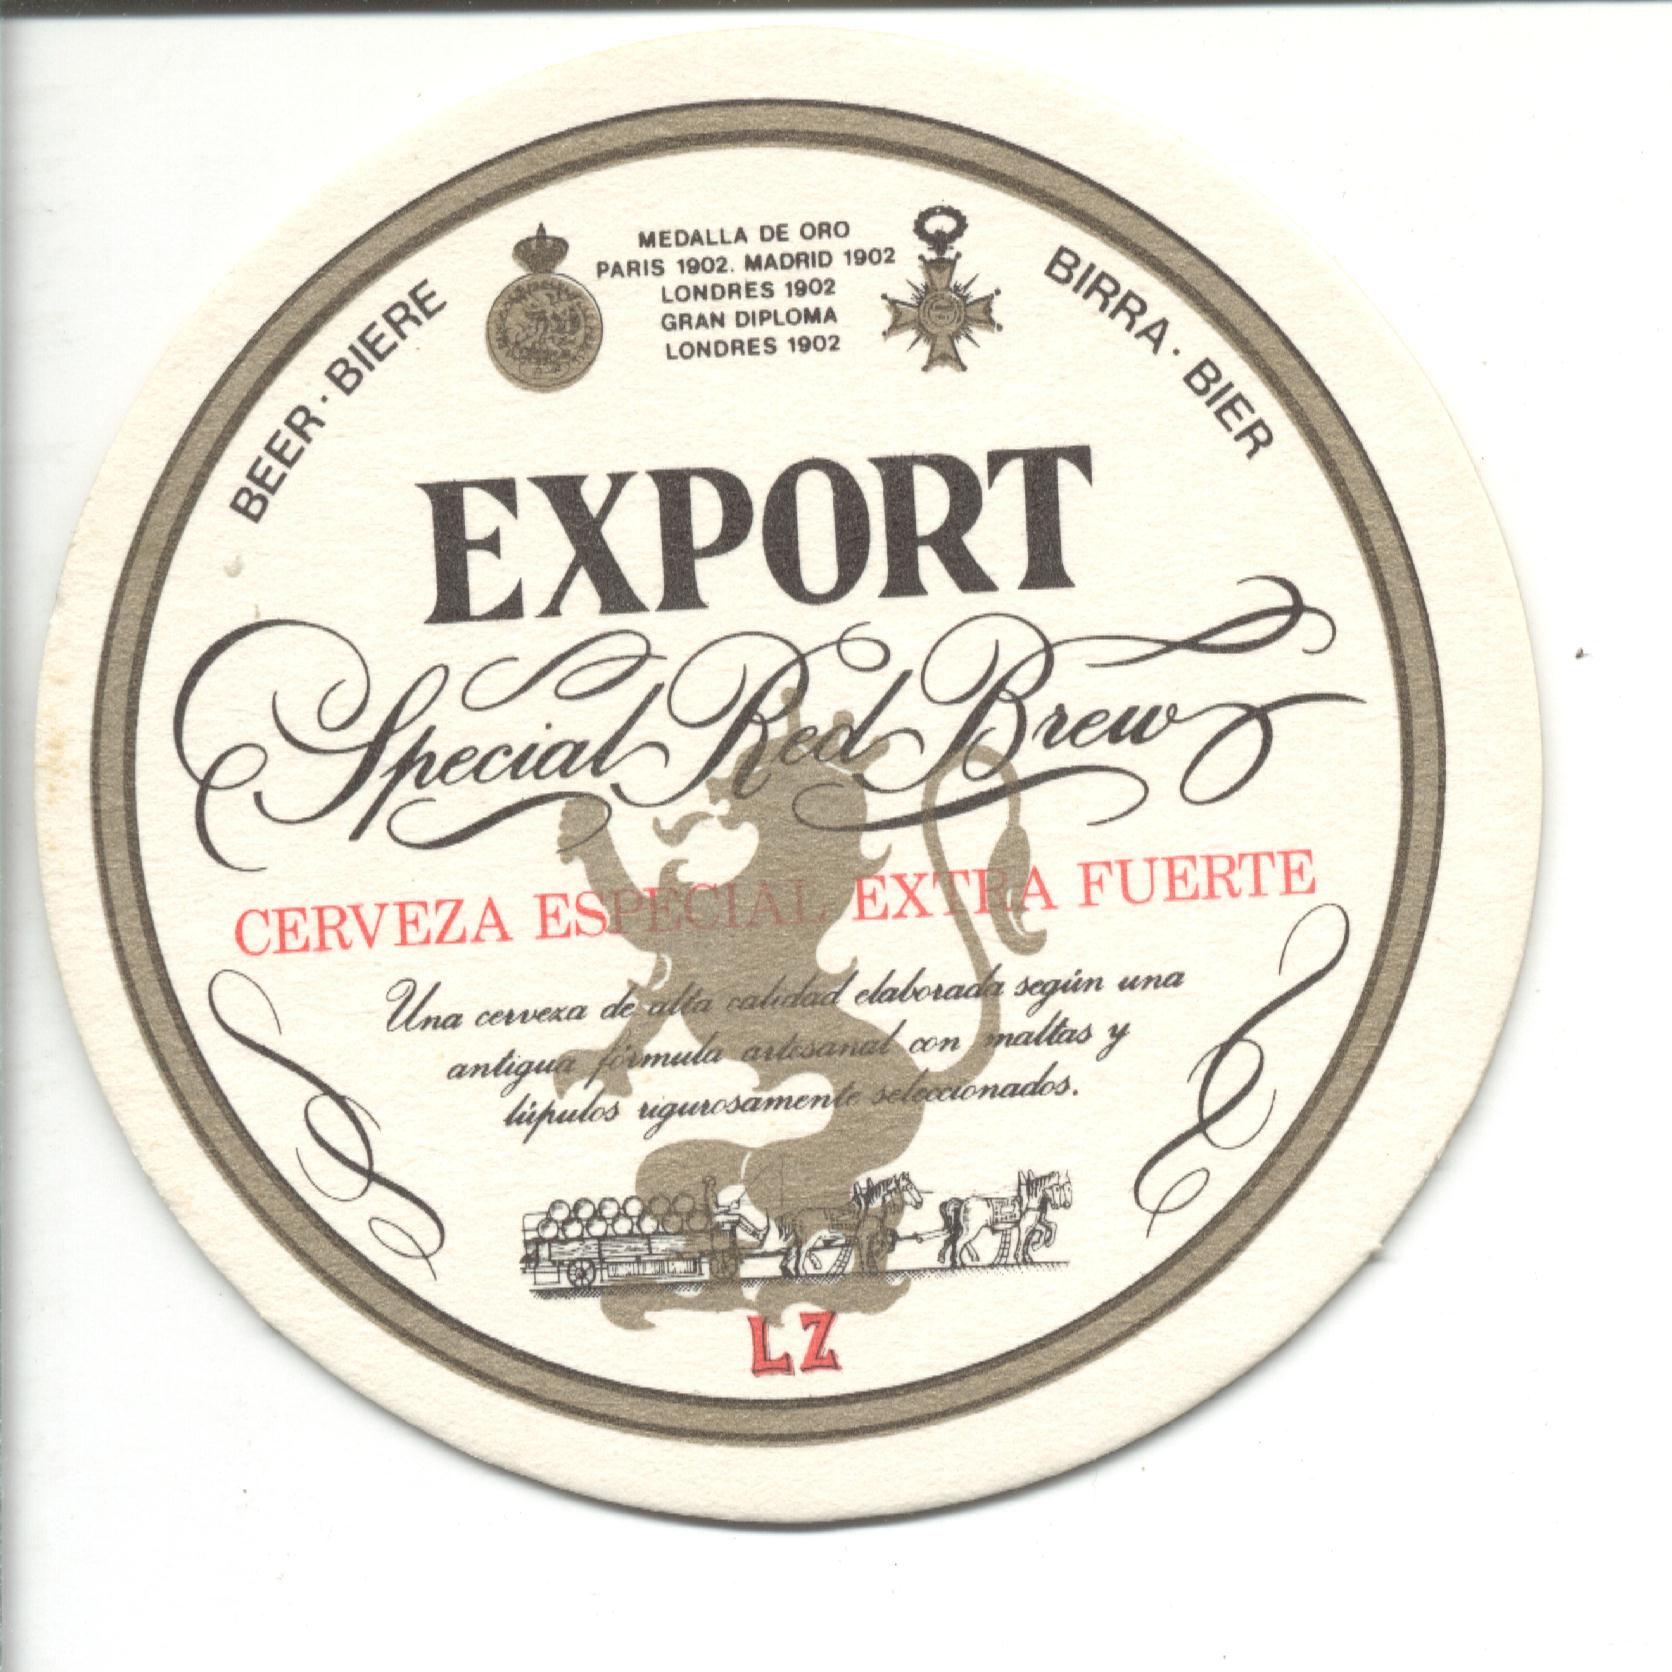 MEDALLA DE ORO
PARIS 1902. MADRID 1902
LONDRES 1902
GRAN DIPLOMA
LONDRES 1902
BEER · BIERE
BIRRA · BIER
EXPORT
Special Red Brew
CERVEZA ESPECIAL EXTRA FUERTE
Una cerveza de alta calidad elaborada según una
antigua fórmula artesanal con maltas y
lúpulos rigurosamente seleccionados.
LZ